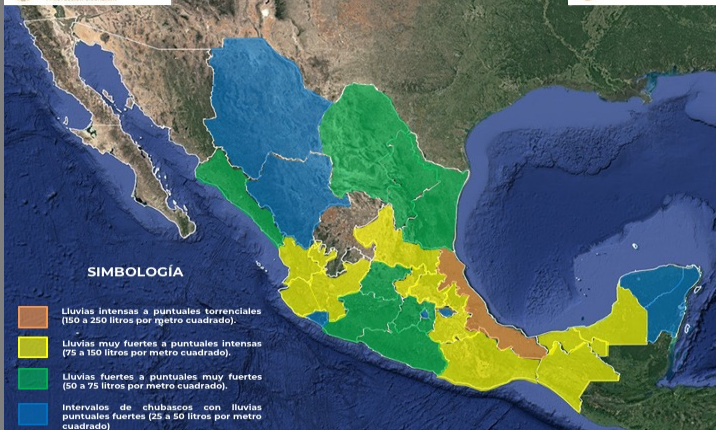 SIMBOLOGÍA
Lluvias intensas a puntuales torrenciales
(150 a 250 litros por metro cuadrado).
Lluvias muy fuertes a puntuales intensas
(75 a 150 litros por metro cuadrado).
Lluvias fuertes a puntuales muy fuertes
(50 a 75 litros por metro cuadrado).
Intervalos de chubascos con lluvias
puntuales fuertes (25 a 50 litros por metro
cuadrado)